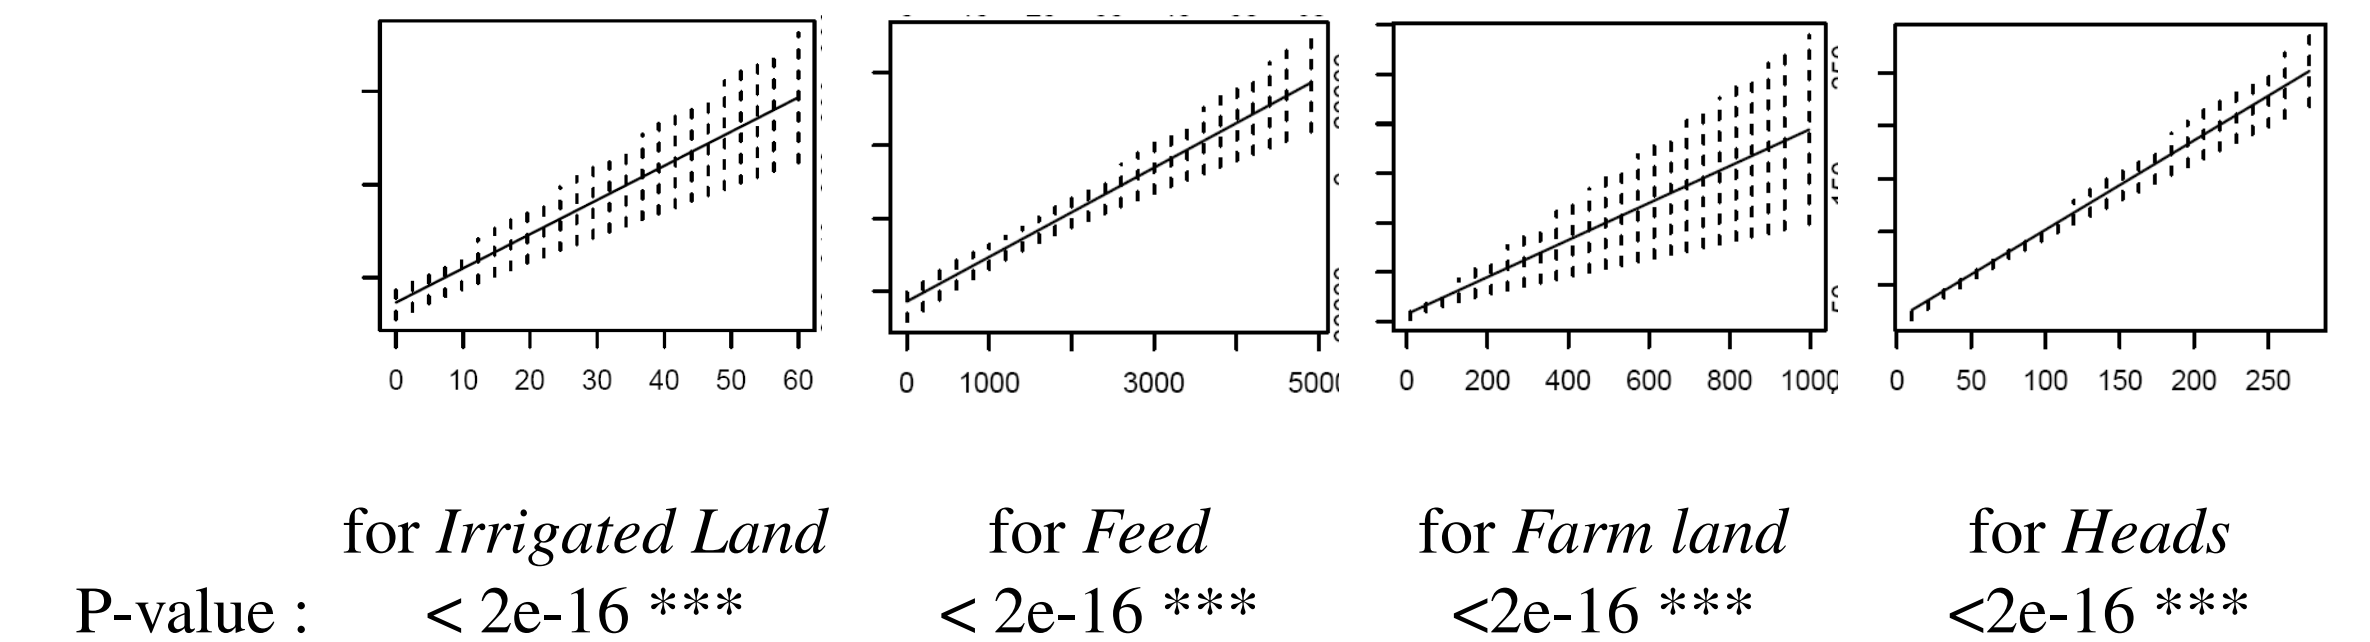 0 10 20 30 40 50 60
0 1000 3000
0 200 400 600 800
0 50 100 150 200 250
for Irrigated Land
for Feed
for Farm land
for Heads
P-value : < 2e-16 *** < 2e-16 *** <2e-16 *** <2e-16 ***